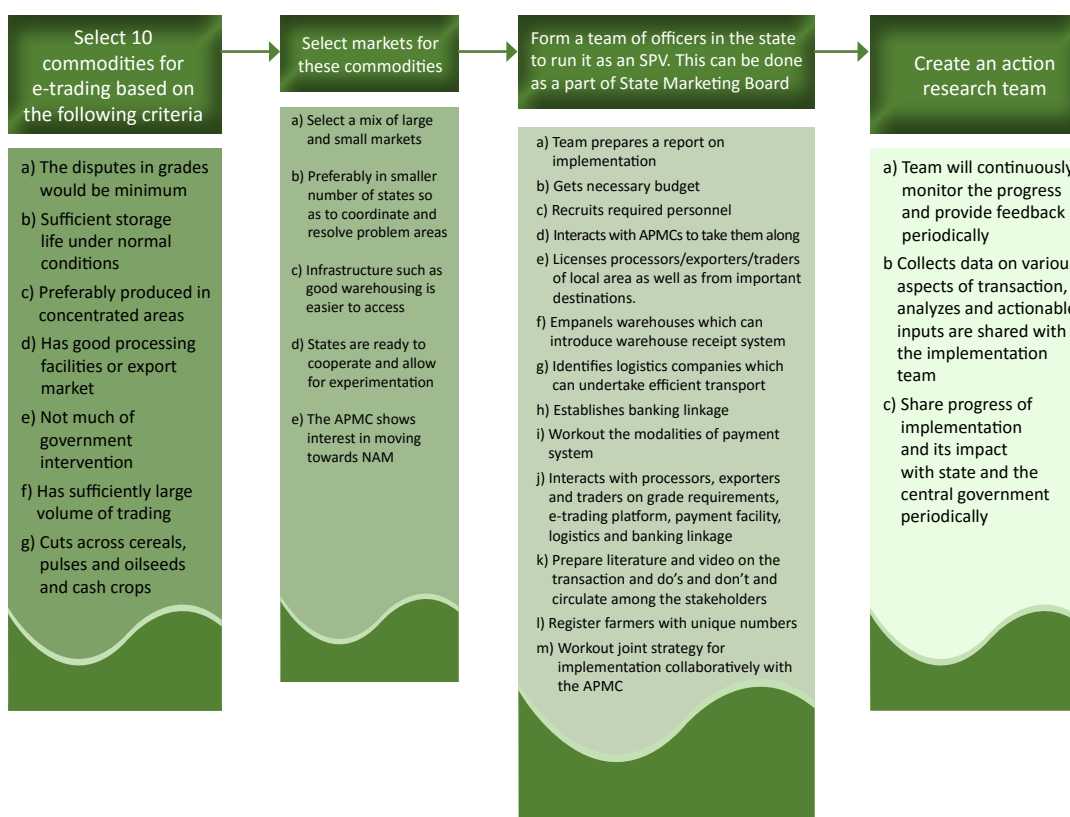 Select 10
commodities for
e-trading based on
the following criteria
a) The disputes in grades
would be minimum
b) Sufficient storage
life under normal
conditions
c) Preferably produced in
concentrated areas
d) Has good processing
facilities or export
market
e) Not much of
government
intervention
f) Has sufficiently large
volume of trading
g) Cuts across cereals,
pulses and oilseeds
and cash crops
Select markets for
these commodities
a) Select a mix of large
and small markets
b) Preferably in smaller
number of states so
as to coordinate and
resolve problem areas
c) Infrastructure such as
good warehousing is
easier to access
d) States are ready to
cooperate and allow
for experimentation
e) The APMC shows
interest in moving
towards NAM
Form a team of officers in the state
to run it as an SPV. This can be done
as a part of State Marketing Board
a) Team prepares a report on
implementation
b) Gets necessary budget
c) Recruits required personnel
d) Interacts with APMCs to take them along
e) Licenses processors/exporters/traders
of local area as well as from important
destinations.
f) Empanels warehouses which can
introduce warehouse receipt system
g) Identifies logistics companies which
can undertake efficient transport
h) Establishes banking linkage
i) Workout the modalities of payment
system
j) Interacts with processors, exporters
and traders on grade requirements,
e-trading platform, payment facility,
logistics and banking linkage
k) Prepare literature and video on the
transaction and do's and don't and
circulate among the stakeholders
l) Register farmers with unique numbers
m) Workout joint strategy for
implementation collaboratively with
the APMC
Create an action
research team
a) Team will continuously
monitor the progress
and provide feedback
periodically
b Collects data on various
aspects of transaction,
analyzes and actionable
inputs are shared with
the implementation
team
c) Share progress of
implementation
and its impact
with state and the
central government
periodically